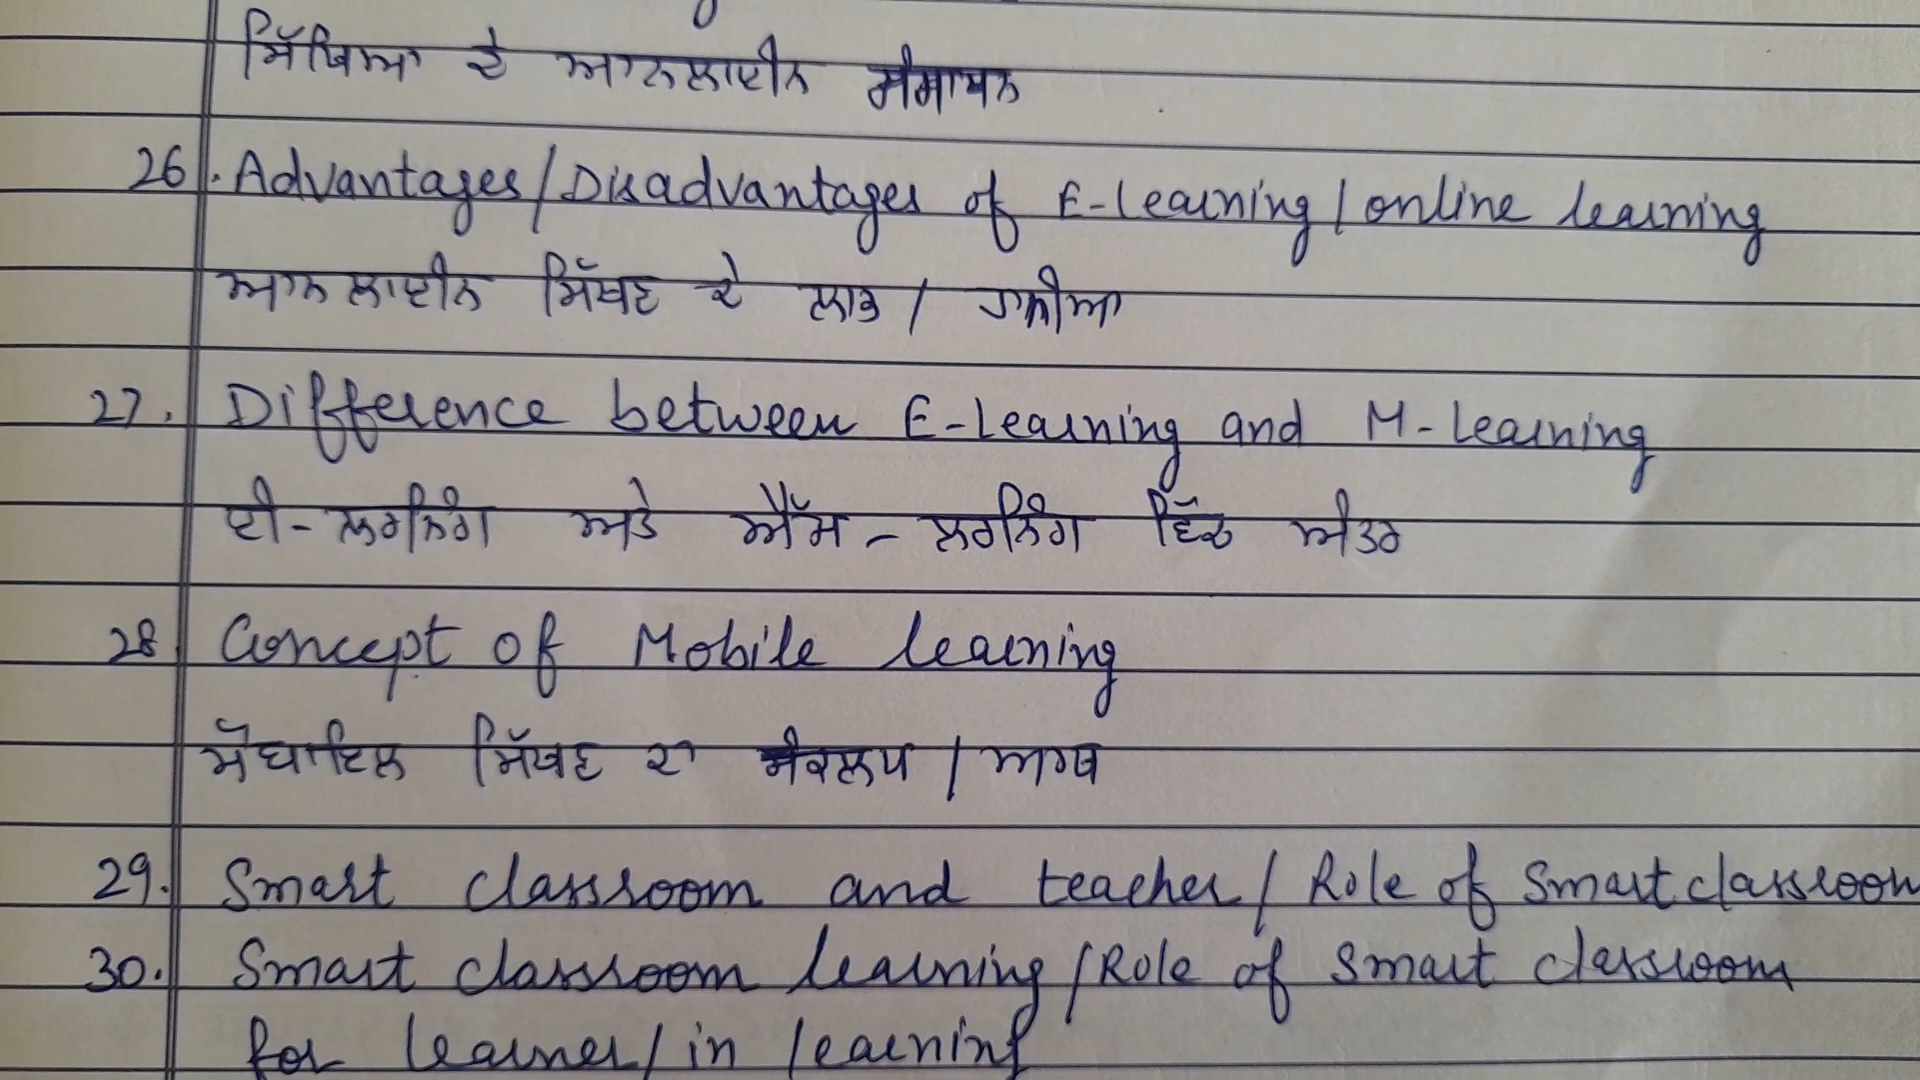 ਸਿੱਖਿਆ ਦੇ ਆਨਲਾਈਨ ਸੰਸਾਧਨ
26. Advantages/Disadvantages of E-learning/online learning
ਆਨਲਾਈਨ ਸਿੱਖਣ ਦੇ ਲਾਭ / ਹਾਨੀਆ
27. Difference between E-Learning and M-Learning
ਈ-ਲਰਨਿੰਗ ਅਤੇ ਐੱਮ-ਲਰਨਿੰਗ ਵਿੱਚ ਅੰਤਰ
28. Concept of Mobile learning
ਮੋਬਾਇਲ ਸਿੱਖਣ ਦਾ ਸੰਕਲਪ / ਅਰਥ
29. Smart classroom and teacher/Role of Smart classroom
30. Smart classroom learning/Role of smart classroom
for learner/in learning